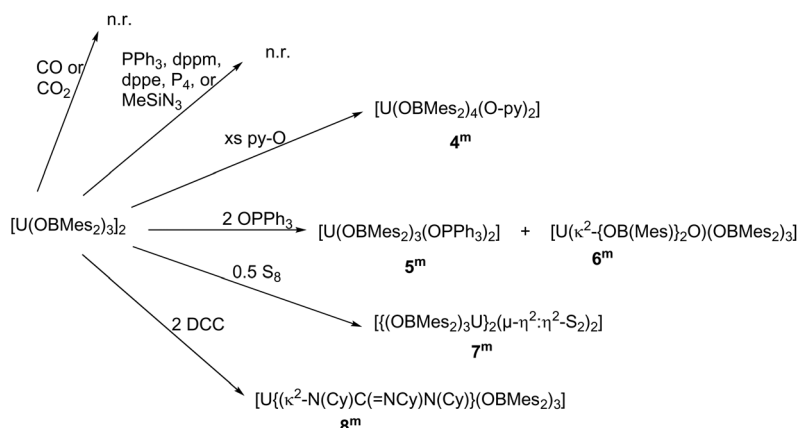 n.r.
CO or
CO₂
PPh₃, dppm,
dppe, P₄, or
MeSiN₃
n.r.
xs py-O
[U(OBMes₂)₄(O-py)₂]
4ᵐ
[U(OBMes₂)₃]₂
2 OPPh₃
[U(OBMes₂)₃(OPPh₃)₂] + [U(κ²-{OB(Mes)}₂O)(OBMes₂)₃]
5ᵐ 6ᵐ
0.5 S₈
[{(OBMes₂)₃U}₂(μ-η²:η²-S₂)₂]
7ᵐ
2 DCC
[U{(κ²-N(Cy)C(=NCy)N(Cy)}(OBMes₂)₃]
8ᵐ